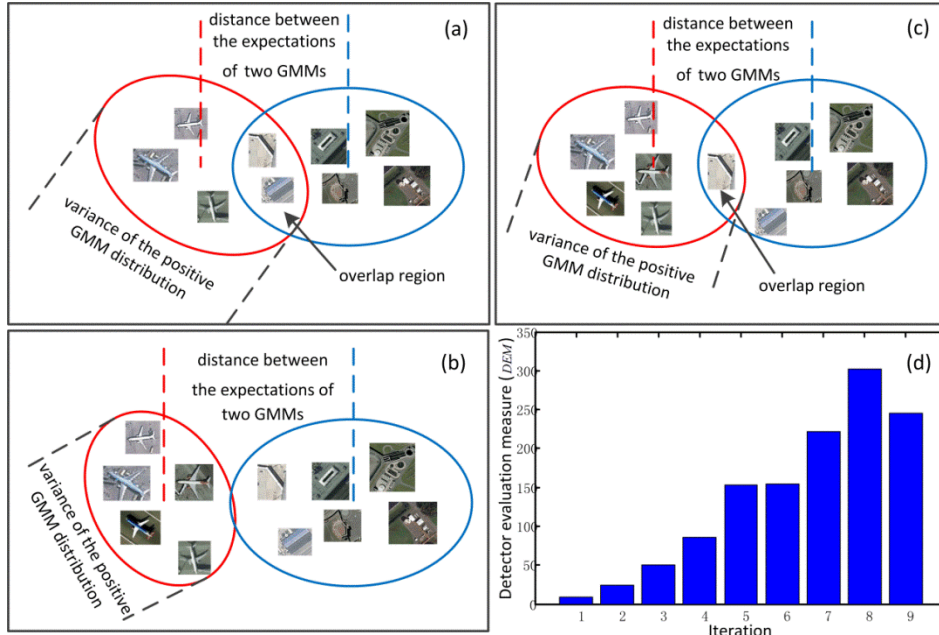 (a)
distance between
the expectations
of two GMMs
variance of the positive
GMM distribution
overlap region
(c)
distance between
the expectations
of two GMMs
variance of the positive
GMM distribution
overlap region
(b)
distance between
the expectations of
two GMMs
variance of the positive
GMM distribution
(d)
Detector evaluation measure (DEM)
350
300
250
200
150
100
50
0
1 2 3 4 5 6 7 8 9
Iteration